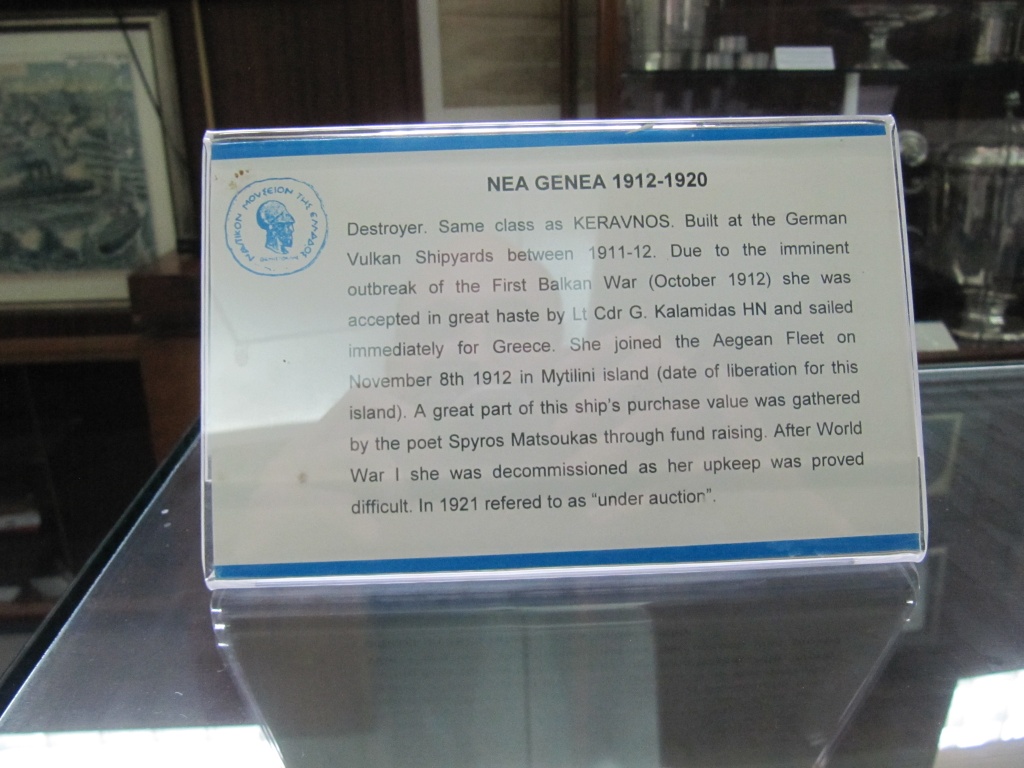 NEA GENEA 1912-1920
Destroyer. Same class as KERAVNOS. Built at the German
Vulkan Shipyards between 1911-12. Due to the imminent
outbreak of the First Balkan War (October 1912) she was
accepted in great haste by Lt Cdr G. Kalamidas HN and sailed
immediately for Greece. She joined the Aegean Fleet on
November 8th 1912 in Mytilini island (date of liberation for this
island). A great part of this ship's purchase value was gathered
by the poet Spyros Matsoukas through fund raising. After World
War I she was decommissioned as her upkeep was proved
difficult. In 1921 refered to as “under auction”.
ΝΑΥΤΙΚΟΝ ΜΟΥΣΕΙΟΝ ΤΗΣ ΕΛΛΑΔΟΣ